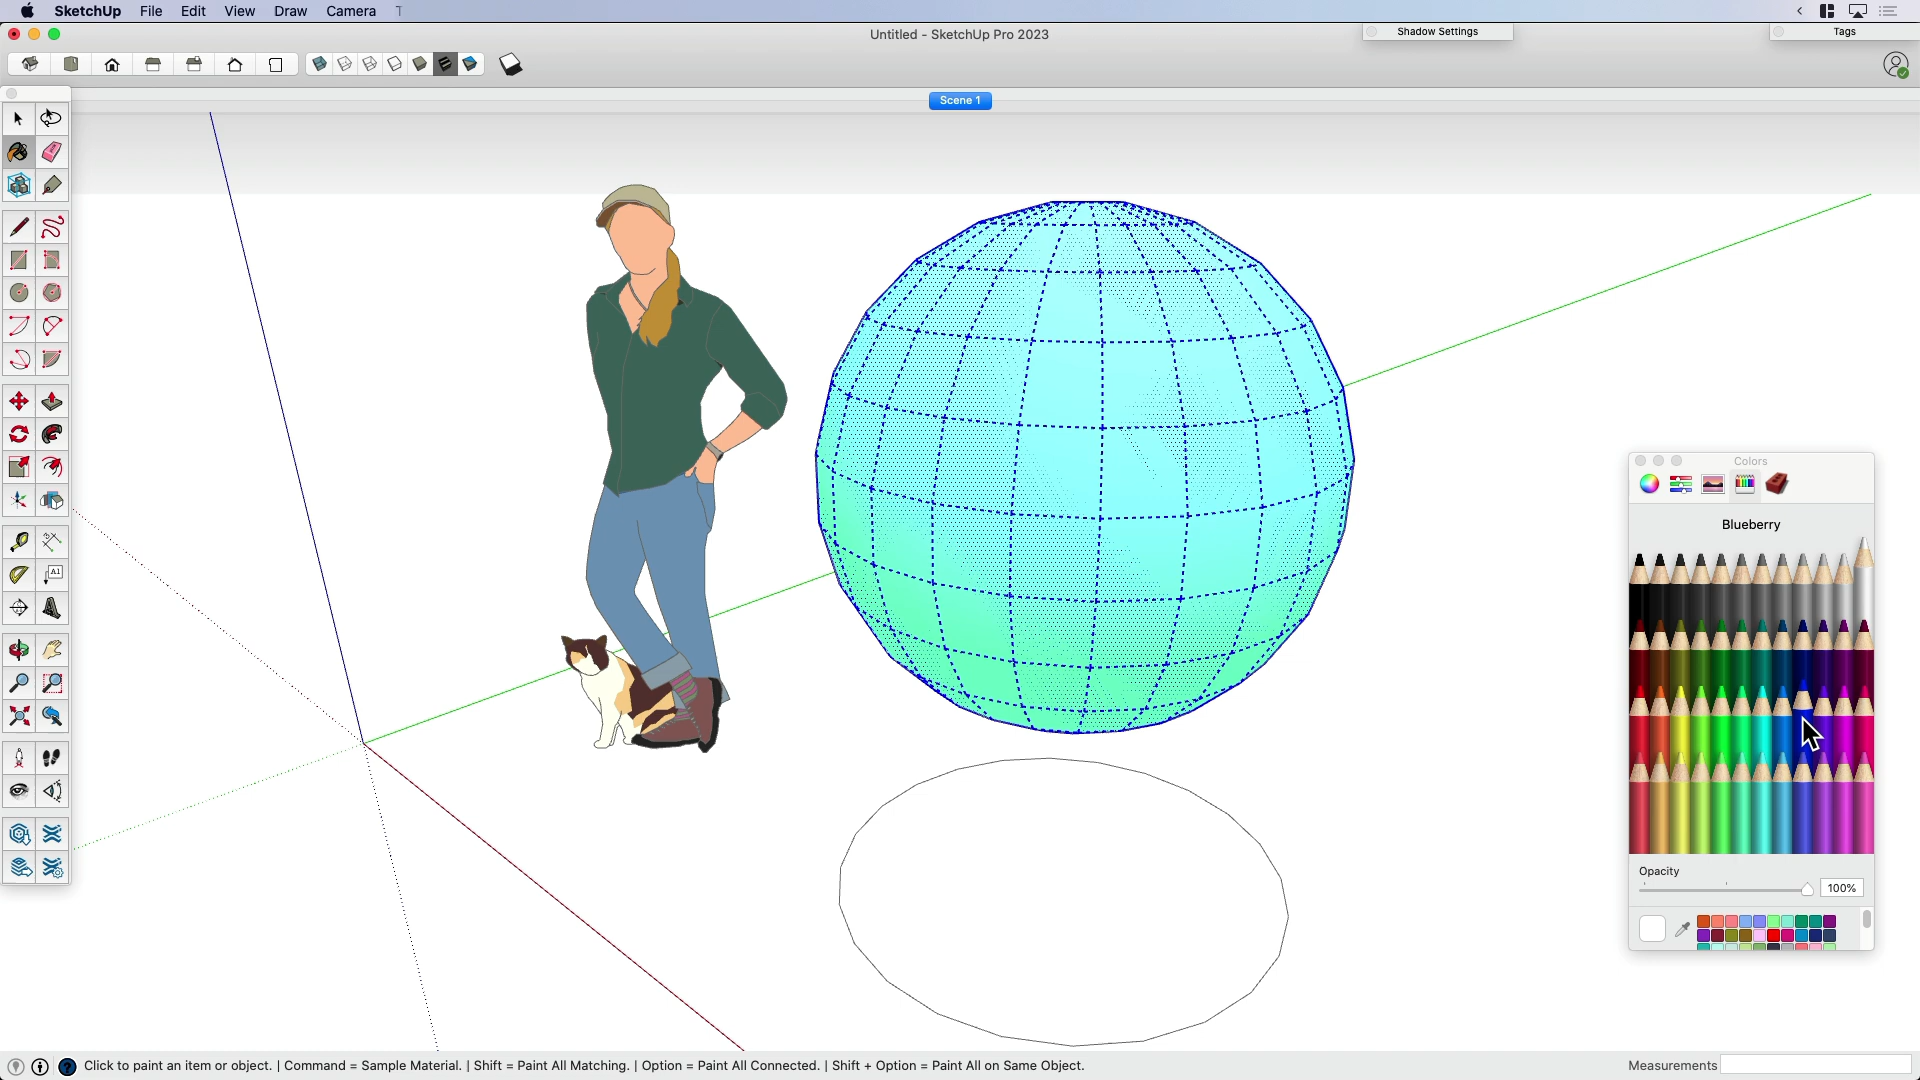 SketchUp File Edit View Draw Camera T
Untitled - SketchUp Pro 2023
Shadow Settings
Tags
Scene 1
A1
Colors
Blueberry
Opacity
100%
Click to paint an item or object. | Command = Sample Material. | Shift = Paint All Matching. | Option = Paint All Connected. | Shift + Option = Paint All on Same Object.
Measurements